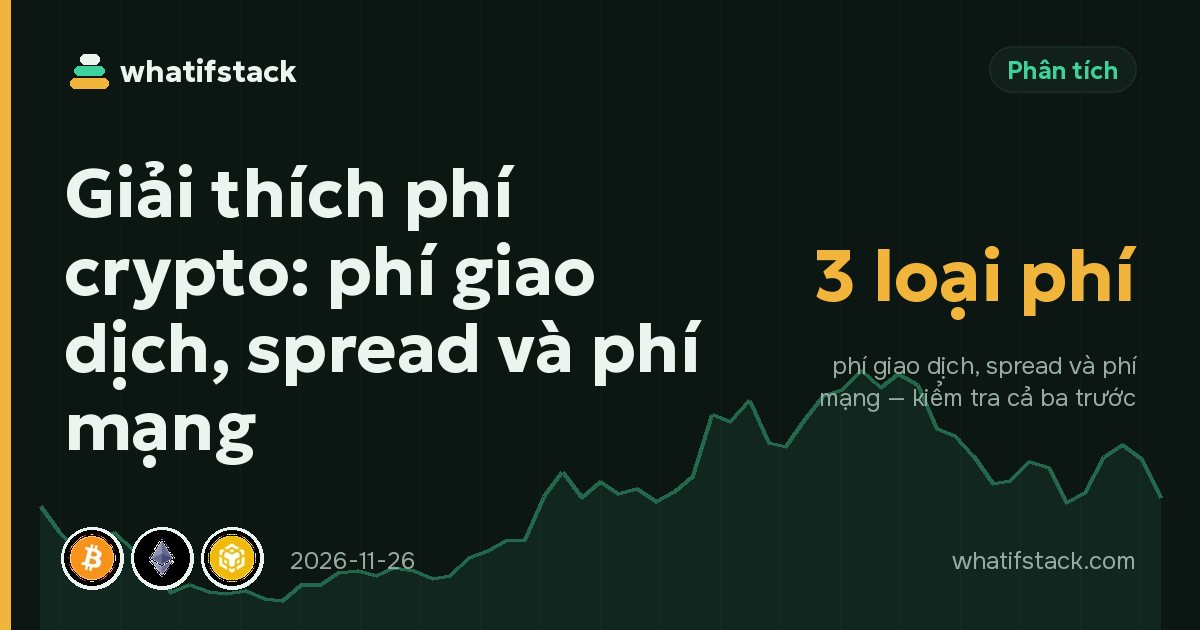 whatifstack
Phân tích
Giải thích phí
crypto: phí giao
dịch, spread và phí
mạng
3 loại phí
phí giao dịch, spread và phí
mạng — kiểm tra cả ba trước
2026-11-26
whatifstack.com